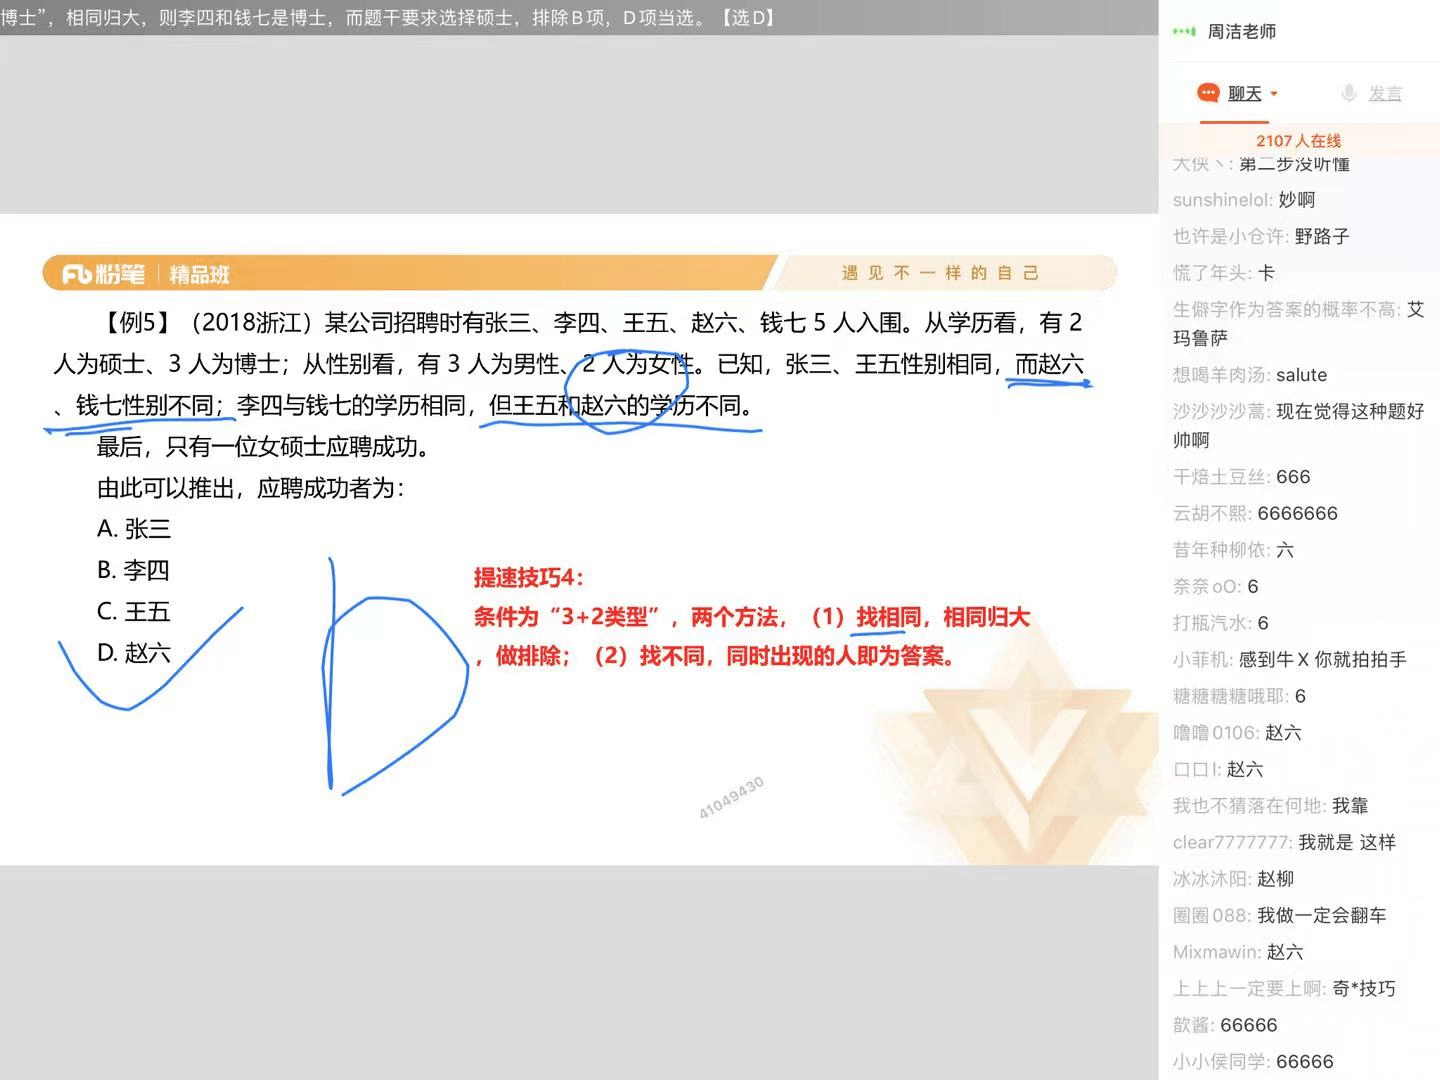 博士”，相同归大，则李四和钱七是博士，而题干要求选择硕士，排除B项，D项当选。【选D】
粉笔 | 精品班
遇见不一样的自己
【例5】（2018浙江）某公司招聘时有张三、李四、王五、赵六、钱七 5 人入围。从学历看，有 2
人为硕士、3 人为博士；从性别看，有 3 人为男性、2 人为女性。已知，张三、王五性别相同，而赵六
、钱七性别不同；李四与钱七的学历相同，但王五和赵六的学历不同。
最后，只有一位女硕士应聘成功。
由此可以推出，应聘成功者为：
A. 张三
B. 李四
C. 王五
D. 赵六
提速技巧4：
条件为“3+2类型”，两个方法，（1）找相同，相同归大
，做排除；（2）找不同，同时出现的人即为答案。
41049430
周洁老师
聊天
发言
2107人在线
大侠丶: 第二步没听懂
sunshinelol: 妙啊
也许是小仓许: 野路子
慌了年头: 卡
生僻字作为答案的概率不高: 艾
玛鲁萨
想喝羊肉汤: salute
沙沙沙沙蒿: 现在觉得这种题好
帅啊
干焙土豆丝: 666
云胡不熙: 6666666
昔年种柳依: 六
奈奈oO: 6
打瓶汽水: 6
小菲机: 感到牛X 你就拍拍手
糖糖糖糖哦耶: 6
噜噜0106: 赵六
口口l: 赵六
我也不猜落在何地: 我靠
clear7777777: 我就是 这样
冰冰沐阳: 赵柳
圈圈088: 我做一定会翻车
Mixmawin: 赵六
上上上一定要上啊: 奇*技巧
歆酱: 66666
小小侯同学: 66666